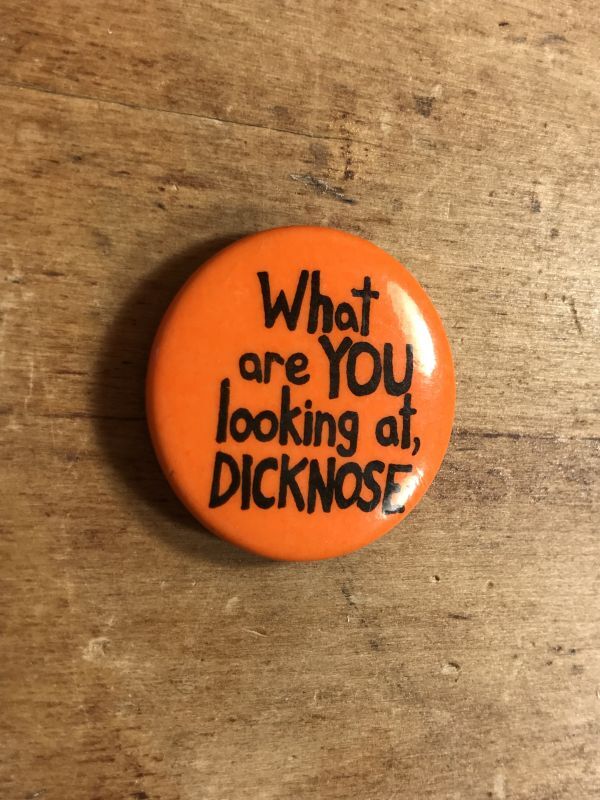 What
are YOU
looking at,
DICKNOSE